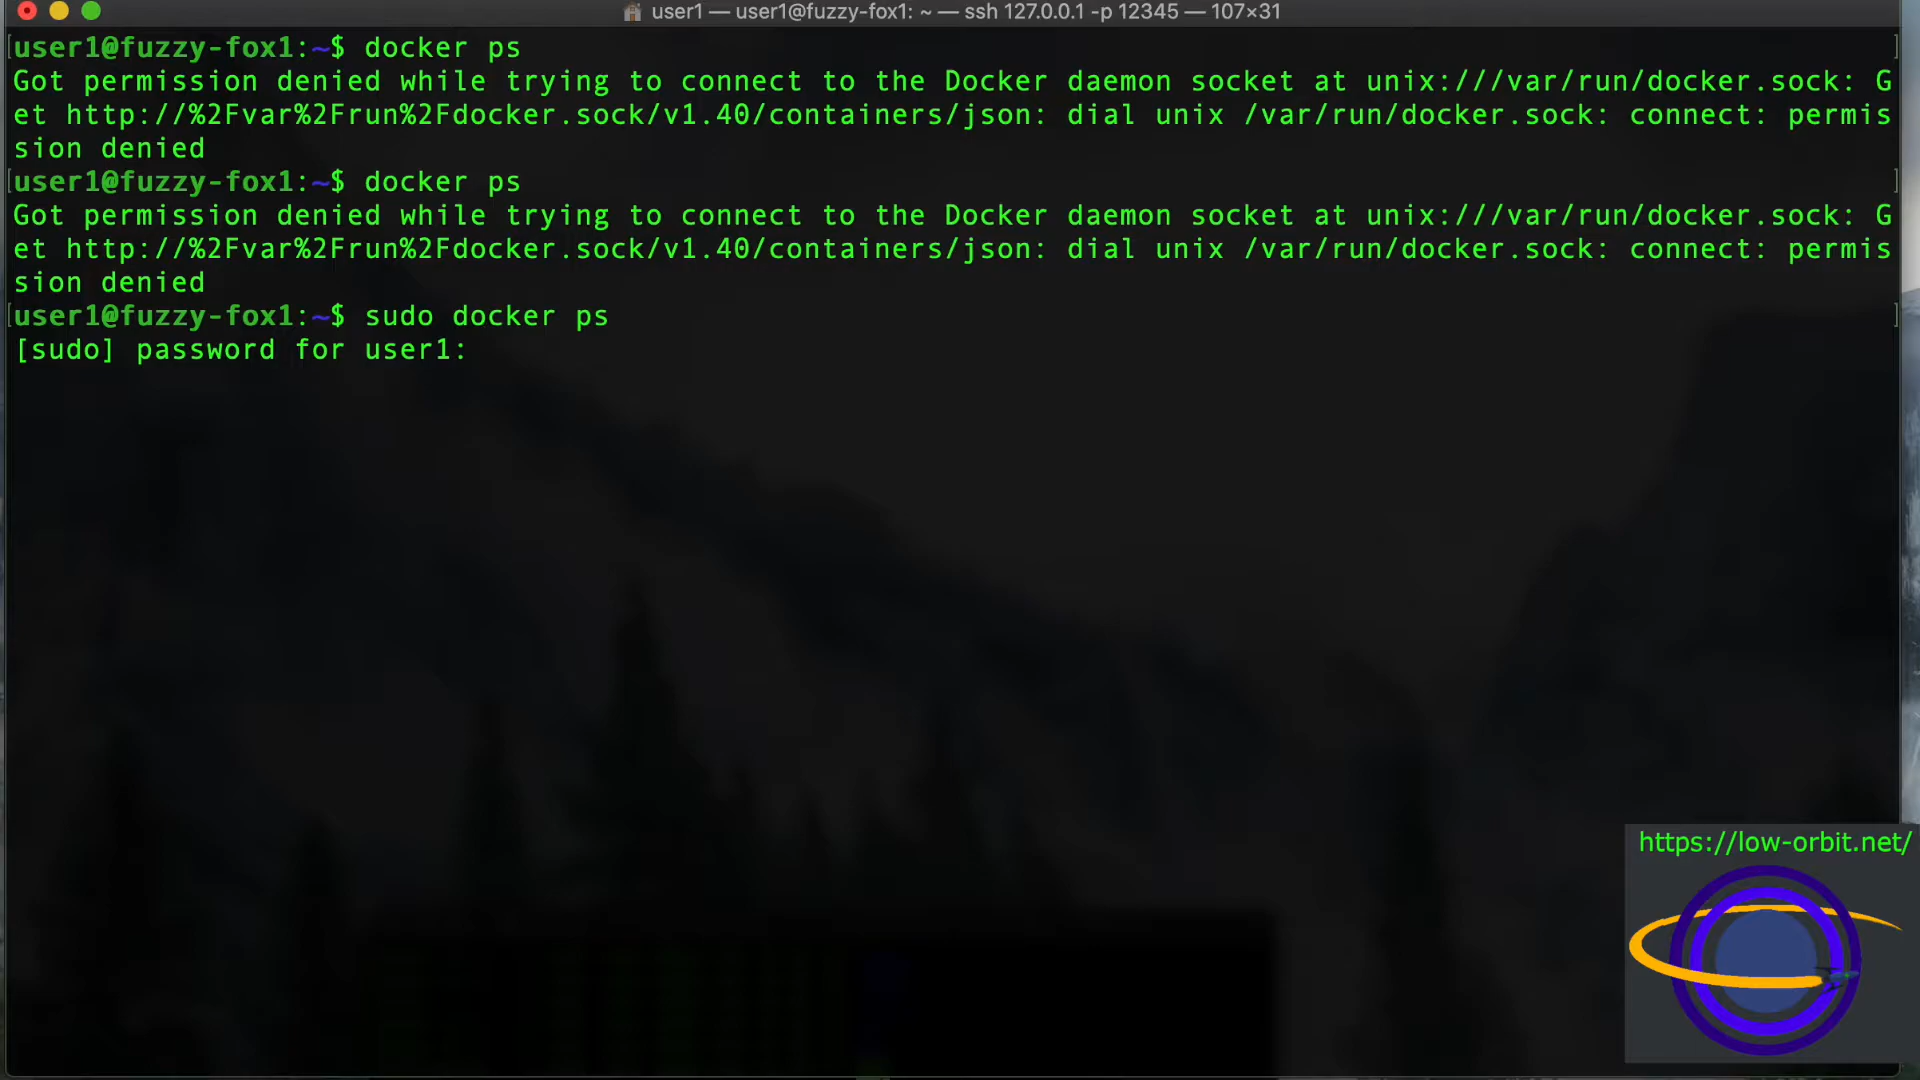 user1 — user1@fuzzy-fox1: ~ — ssh 127.0.0.1 -p 12345 — 107×31
[user1@fuzzy-fox1:~$ docker ps ]
Got permission denied while trying to connect to the Docker daemon socket at unix:///var/run/docker.sock: G
et http://%2Fvar%2Frun%2Fdocker.sock/v1.40/containers/json: dial unix /var/run/docker.sock: connect: permis
sion denied
[user1@fuzzy-fox1:~$ docker ps ]
Got permission denied while trying to connect to the Docker daemon socket at unix:///var/run/docker.sock: G
et http://%2Fvar%2Frun%2Fdocker.sock/v1.40/containers/json: dial unix /var/run/docker.sock: connect: permis
sion denied
[user1@fuzzy-fox1:~$ sudo docker ps ]
[sudo] password for user1:
https://low-orbit.net/